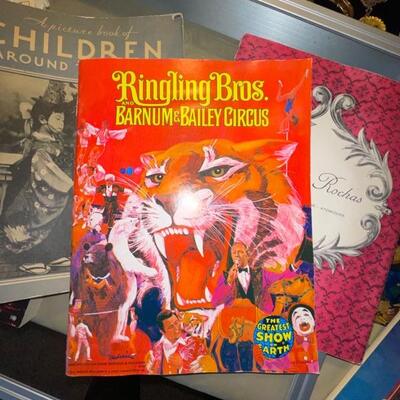 A picture book of
CHILDREN
AROUND
Ringling Bros.
AND
BARNUM & BAILEY CIRCUS
THE
GREATEST
SHOW
ON
EARTH
Rochas